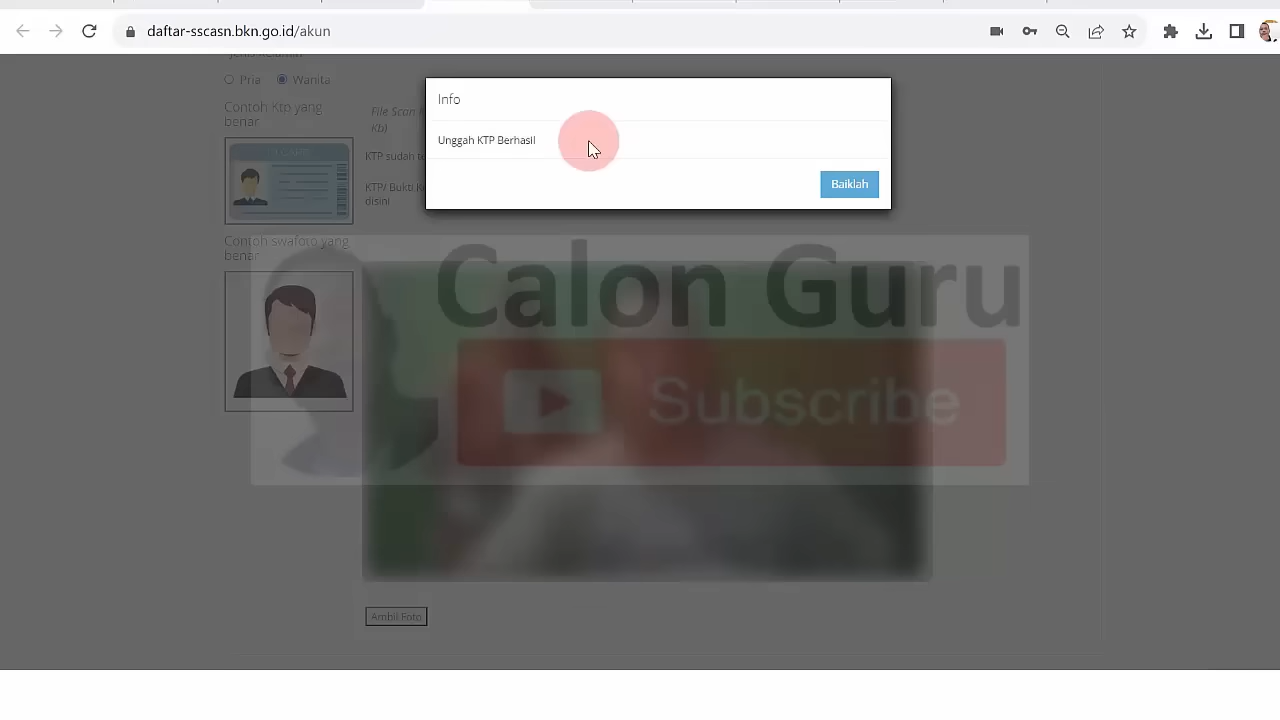 daftar-sscasn.bkn.go.id/akun
Pria Wanita
Info
Contoh Ktp yang
benar
File Scan
Kb)
Unggah KTP Berhasil
KTP sudah
Baiklah
KTP/ Bukti
disini
Contoh swafoto yang
benar
Calon Guru
Subscribe
Ambil Foto